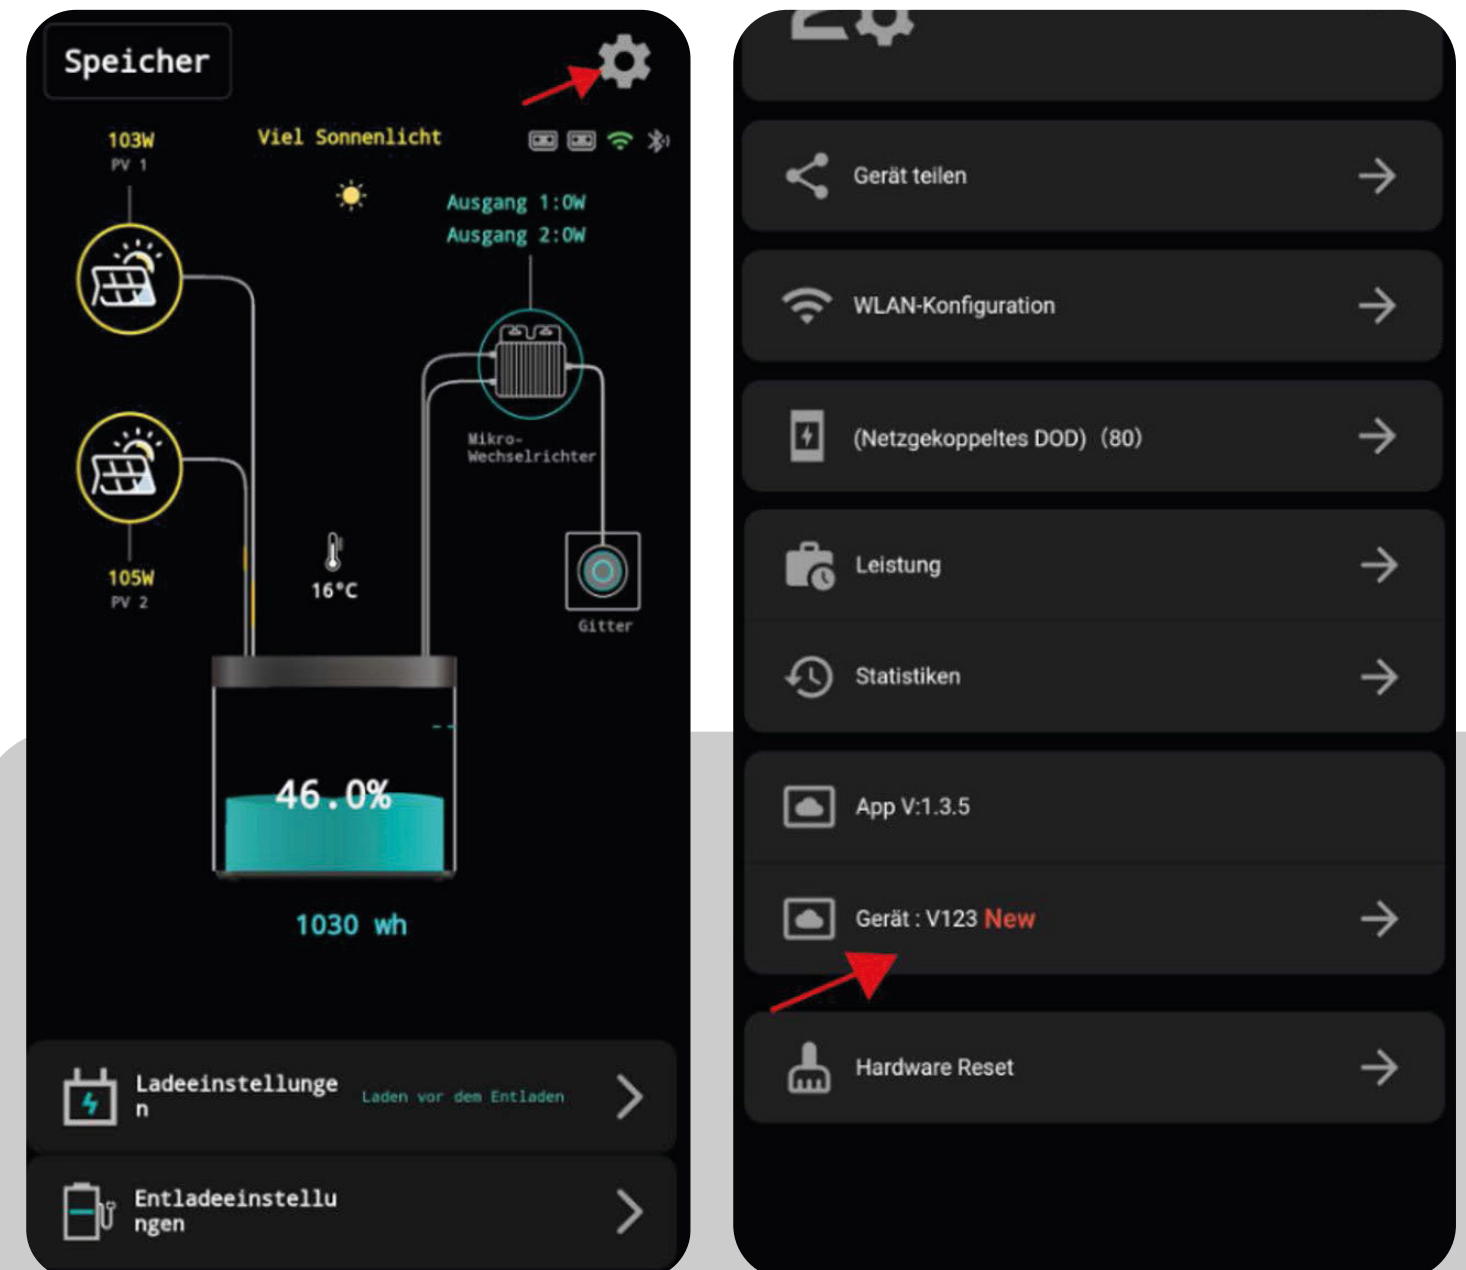 Speicher
103W
PV 1
Viel Sonnenlicht
Ausgang 1:0W
Ausgang 2:0W
Mikro-
Wechselrichter
105W
PV 2
16°C
Gitter
46.0%
1030 wh
Ladeeinstellunge
n
Laden vor dem Entladen
Entladeeinstellu
ngen
Gerät teilen
WLAN-Konfiguration
(Netzgekoppeltes DOD) (80)
Leistung
Statistiken
App V:1.3.5
Gerät : V123 New
Hardware Reset